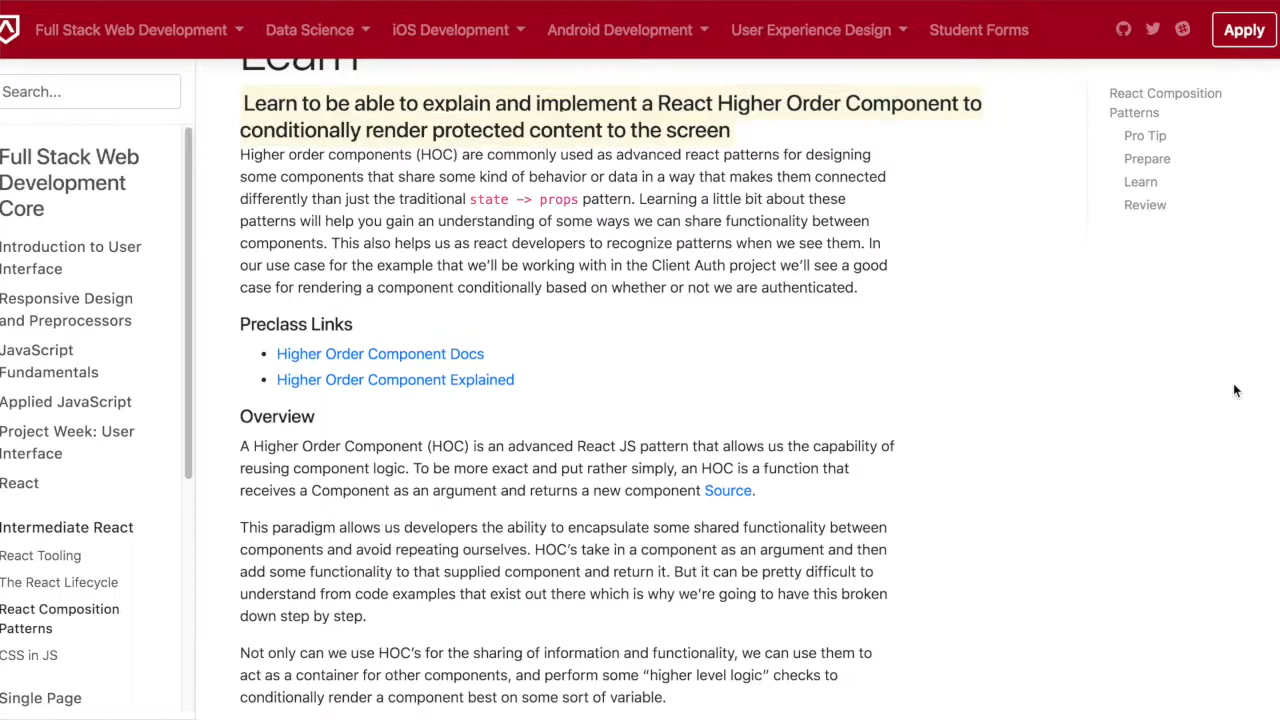 Full Stack Web Development Data Science iOS Development Android Development User Experience Design Student Forms Apply
Search...
Full Stack Web
Development
Core
Introduction to User
Interface
Responsive Design
and Preprocessors
JavaScript
Fundamentals
Applied JavaScript
Project Week: User
Interface
React
Intermediate React
React Tooling
The React Lifecycle
React Composition
Patterns
CSS in JS
Single Page
Learn
Learn to be able to explain and implement a React Higher Order Component to
conditionally render protected content to the screen
Higher order components (HOC) are commonly used as advanced react patterns for designing
some components that share some kind of behavior or data in a way that makes them connected
differently than just the traditional state -> props pattern. Learning a little bit about these
patterns will help you gain an understanding of some ways we can share functionality between
components. This also helps us as react developers to recognize patterns when we see them. In
our use case for the example that we'll be working with in the Client Auth project we'll see a good
case for rendering a component conditionally based on whether or not we are authenticated.
Preclass Links
• Higher Order Component Docs
• Higher Order Component Explained
Overview
A Higher Order Component (HOC) is an advanced React JS pattern that allows us the capability of
reusing component logic. To be more exact and put rather simply, an HOC is a function that
receives a Component as an argument and returns a new component Source.
This paradigm allows us developers the ability to encapsulate some shared functionality between
components and avoid repeating ourselves. HOC's take in a component as an argument and then
add some functionality to that supplied component and return it. But it can be pretty difficult to
understand from code examples that exist out there which is why we're going to have this broken
down step by step.
Not only can we use HOC's for the sharing of information and functionality, we can use them to
act as a container for other components, and perform some “higher level logic” checks to
conditionally render a component best on some sort of variable.
React Composition
Patterns
Pro Tip
Prepare
Learn
Review